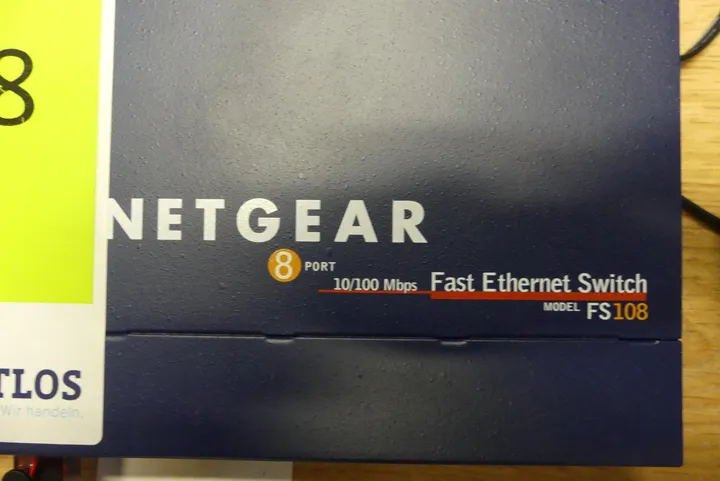 8
NETGEAR
8 PORT
10/100 Mbps Fast Ethernet Switch
MODEL FS108
TLOS
Wir handeln.